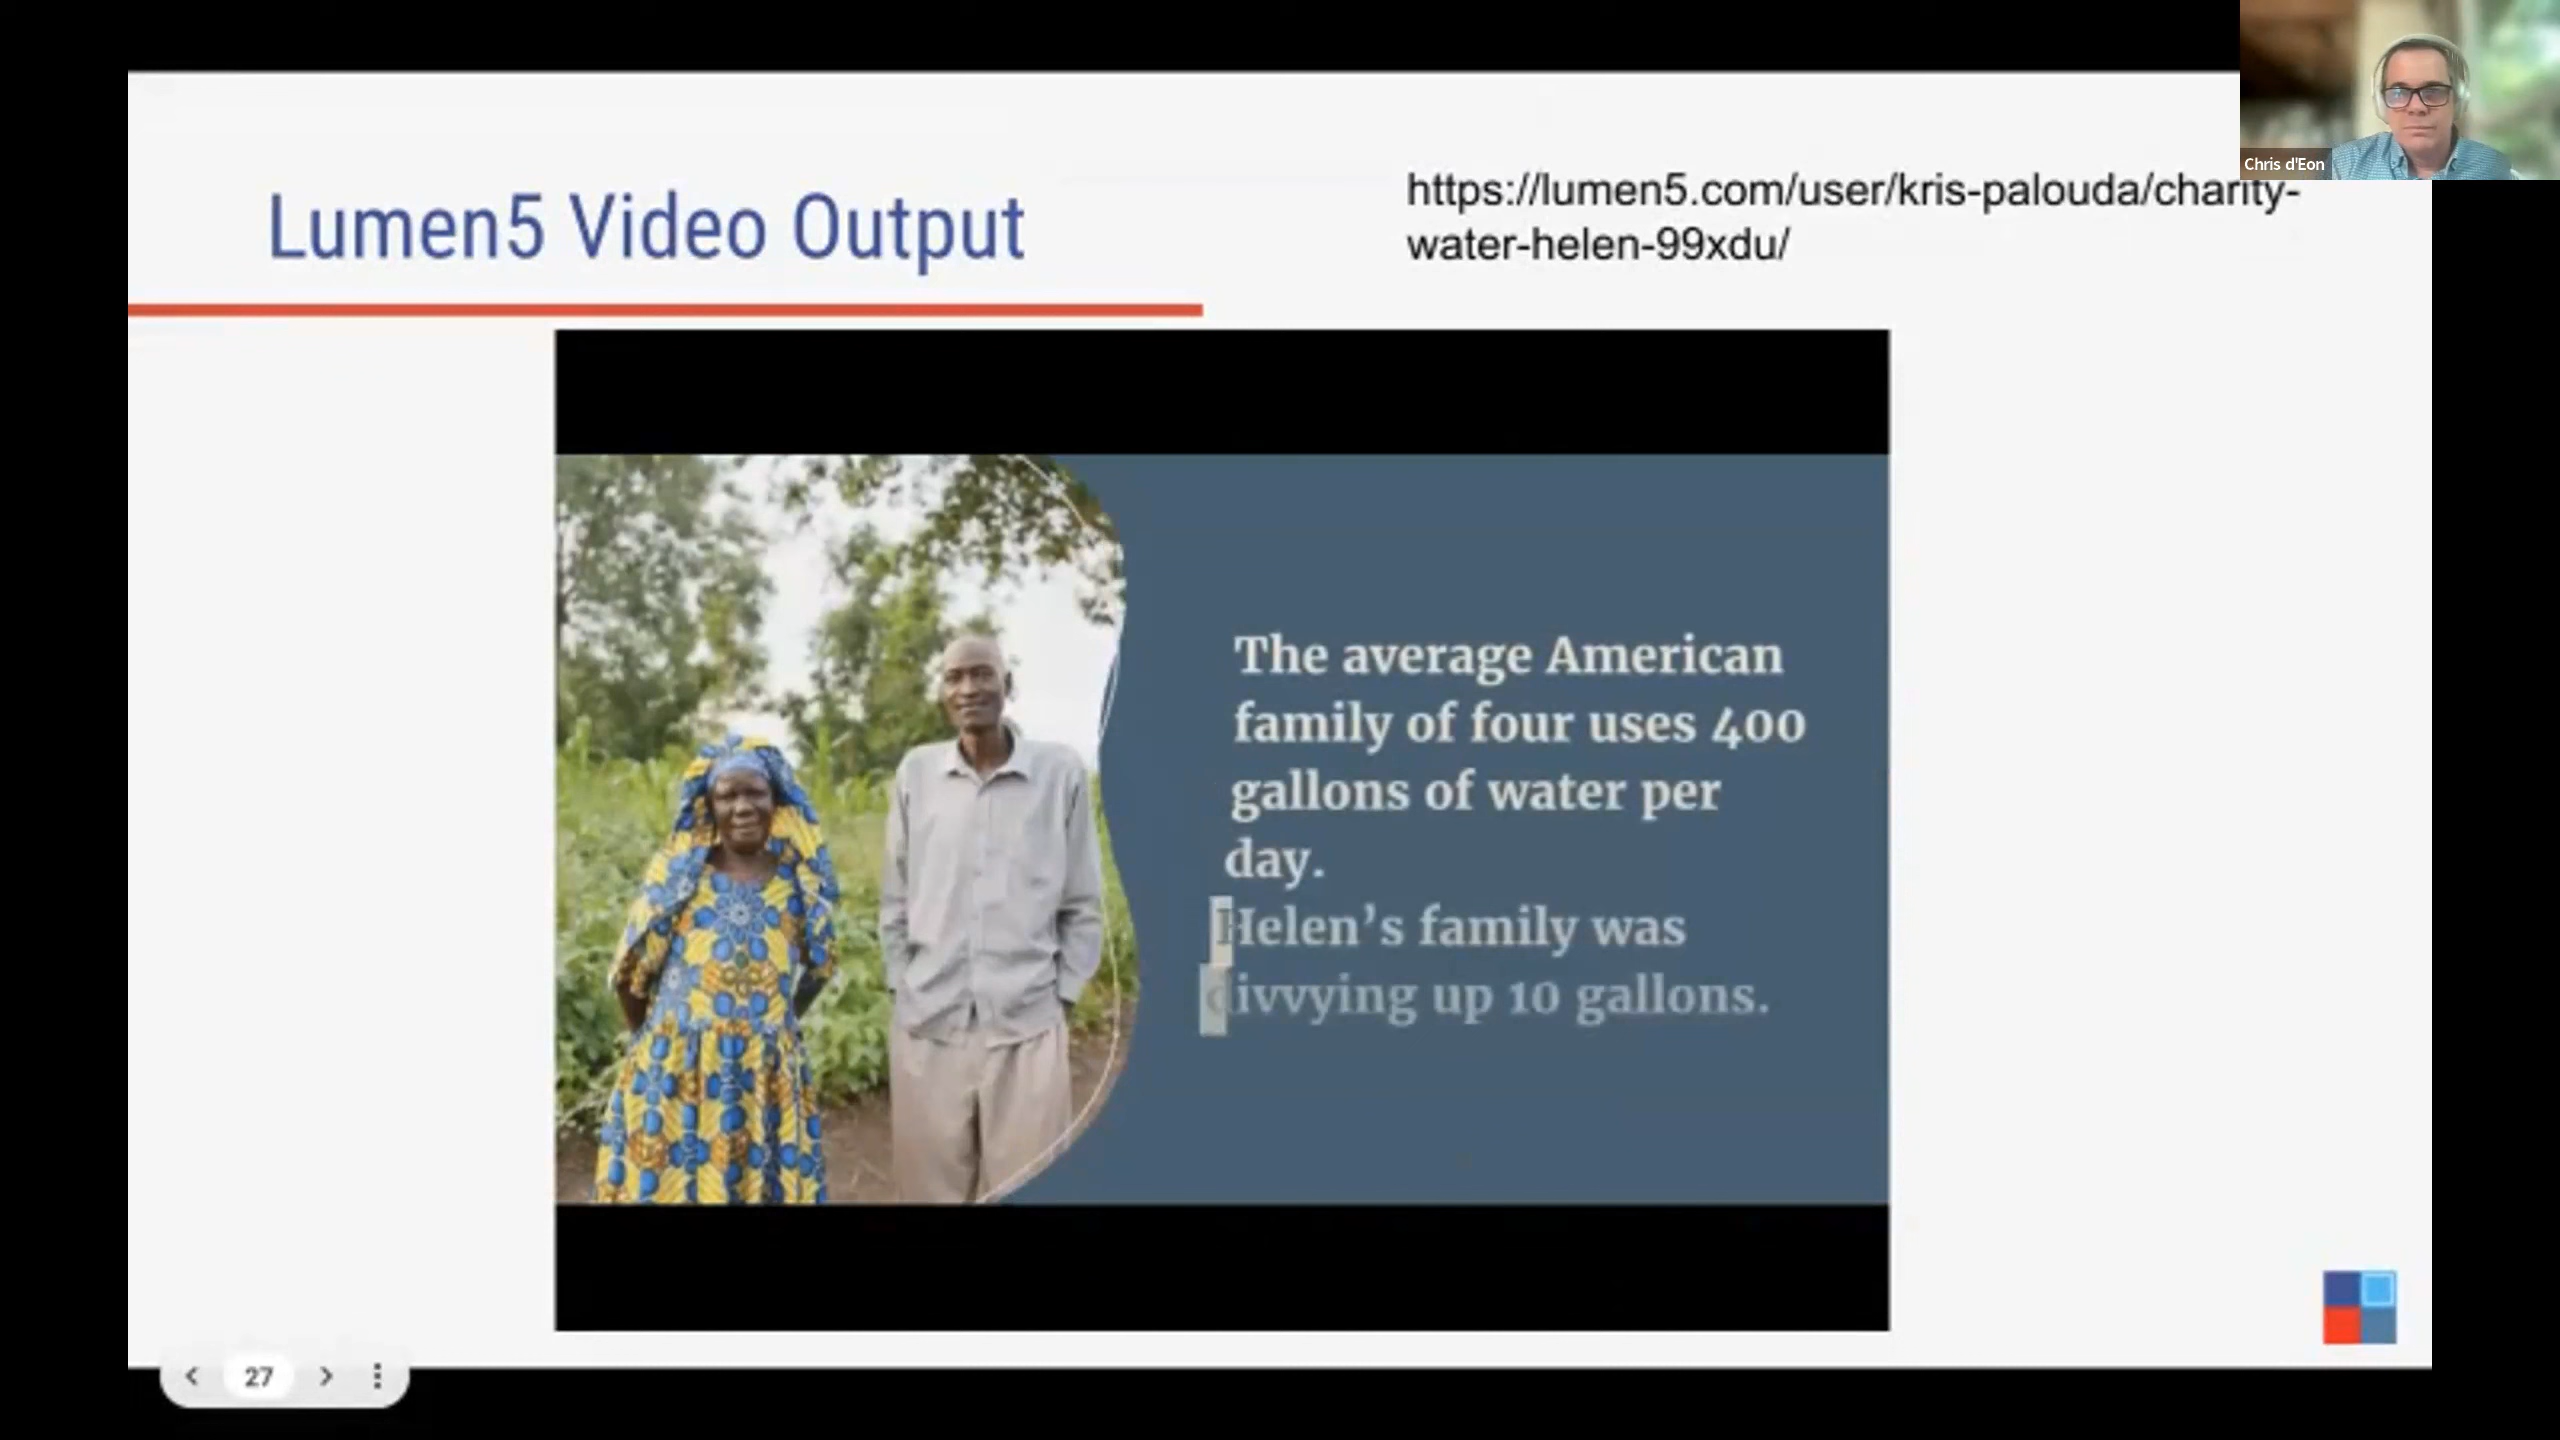 Chris d'Eon
Lumen5 Video Output
https://lumen5.com/user/kris-palouda/charity-
water-helen-99xdu/
The average American
family of four uses 400
gallons of water per
day.
Helen's family was
divvying up 10 gallons.
27